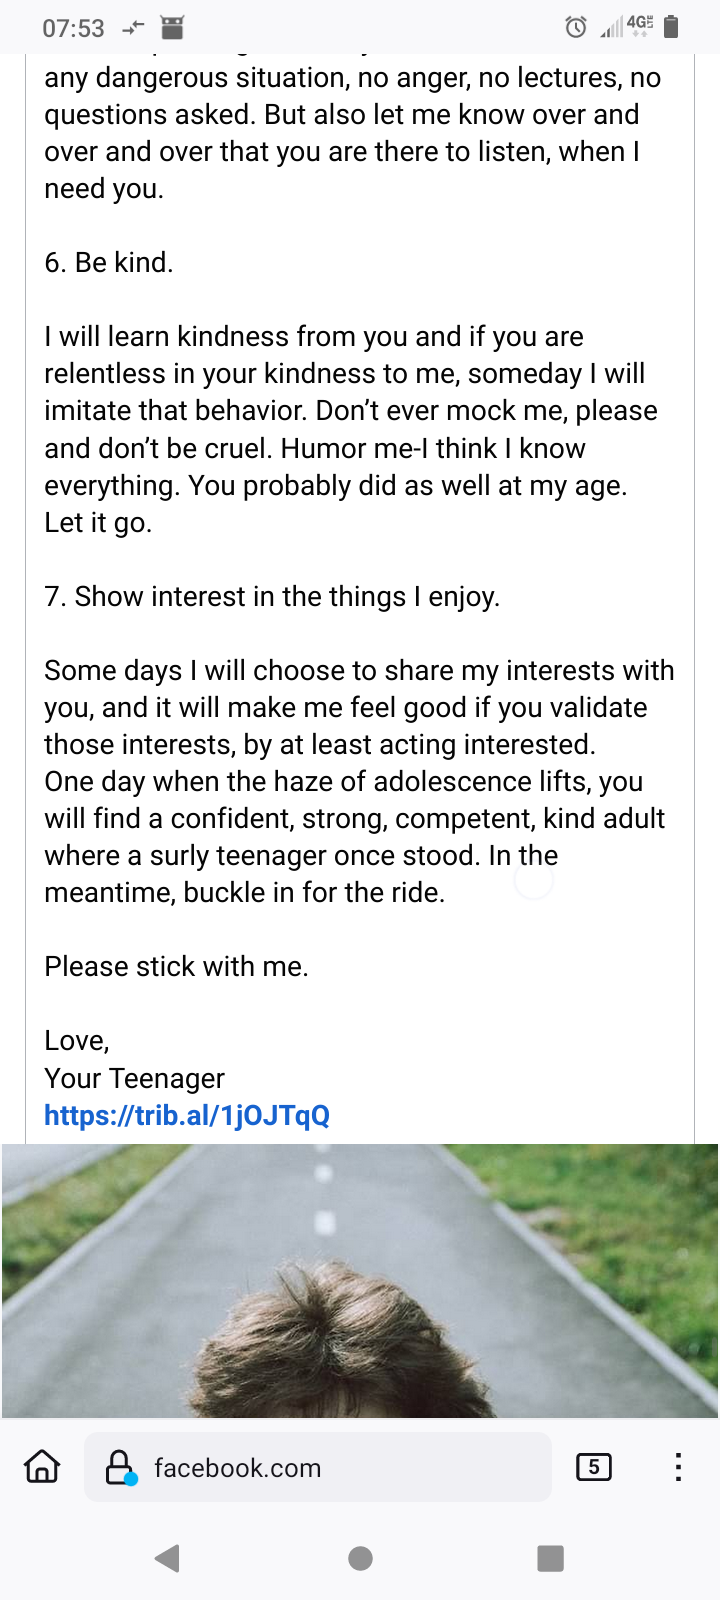 07:53
4G
any dangerous situation, no anger, no lectures, no
questions asked. But also let me know over and
over and over that you are there to listen, when I
need you.
6. Be kind.
I will learn kindness from you and if you are
relentless in your kindness to me, someday I will
imitate that behavior. Don’t ever mock me, please
and don’t be cruel. Humor me-I think I know
everything. You probably did as well at my age.
Let it go.
7. Show interest in the things I enjoy.
Some days I will choose to share my interests with
you, and it will make me feel good if you validate
those interests, by at least acting interested.
One day when the haze of adolescence lifts, you
will find a confident, strong, competent, kind adult
where a surly teenager once stood. In the
meantime, buckle in for the ride.
Please stick with me.
Love,
Your Teenager
https://trib.al/1jOJTqQ
facebook.com
5